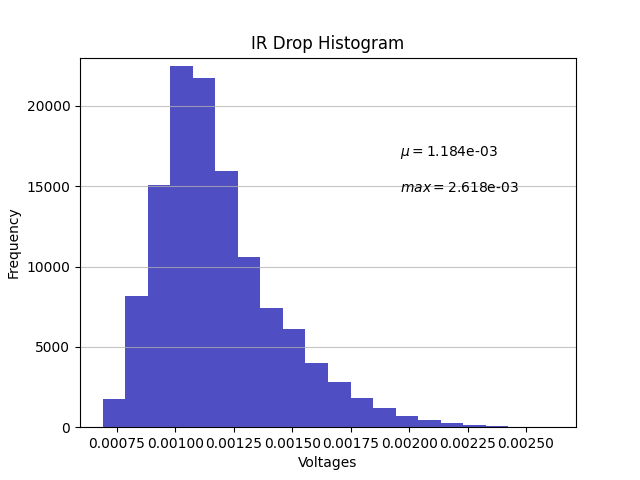 IR Drop Histogram
20000
15000
10000
5000
0
Frequency
μ = 1.184e-03
max = 2.618e-03
0.00075 0.00100 0.00125 0.00150 0.00175 0.00200 0.00225 0.00250
Voltages